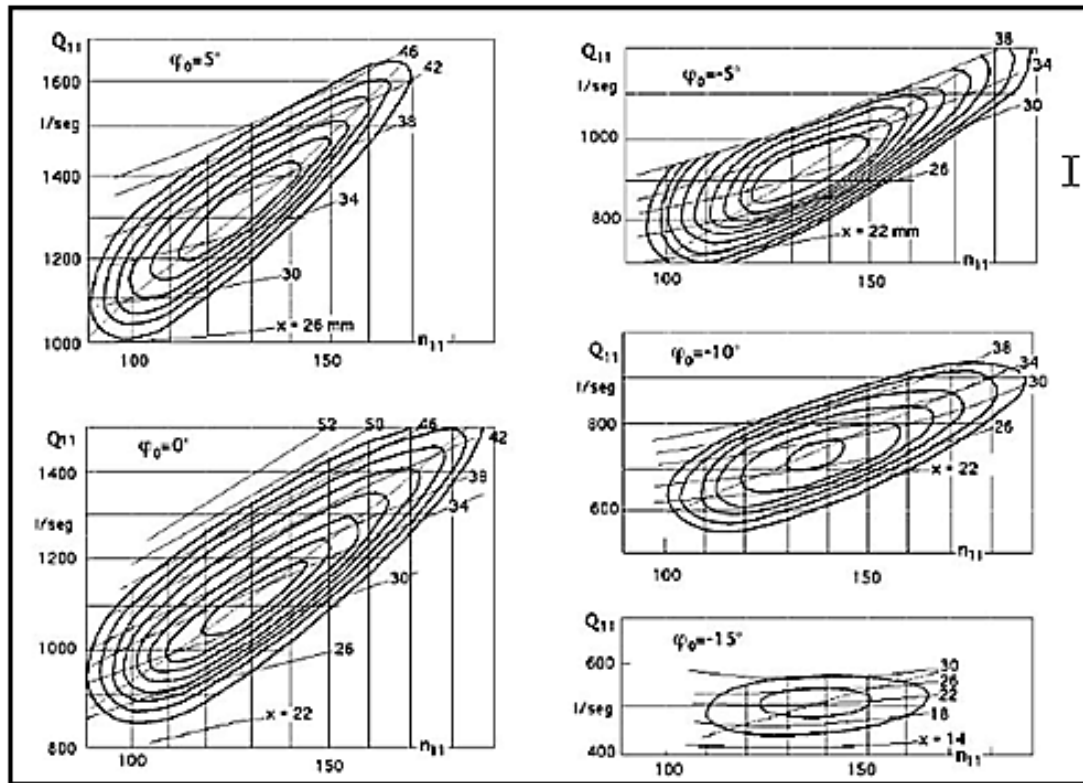 Q11
φ0=5°
46
42
1600
l/seg
38
1400
34
1200
30
x = 26 mm
1000
100
150
n11
Q11
φ0=0°
52
50
46
42
1400
38
l/seg
34
1200
30
1000
26
x = 22
800
100
150
n11
38
Q11
φ0=-5°
34
30
l/seg
1000
I
26
800
x = 22 mm
n11
100
150
Q11
φ0=-10°
38
34
l/seg
30
800
26
x = 22
600
n11
100
150
Q11
φ0=-15°
600
30
26
22
l/seg
18
x = 14
400
n11
100
150